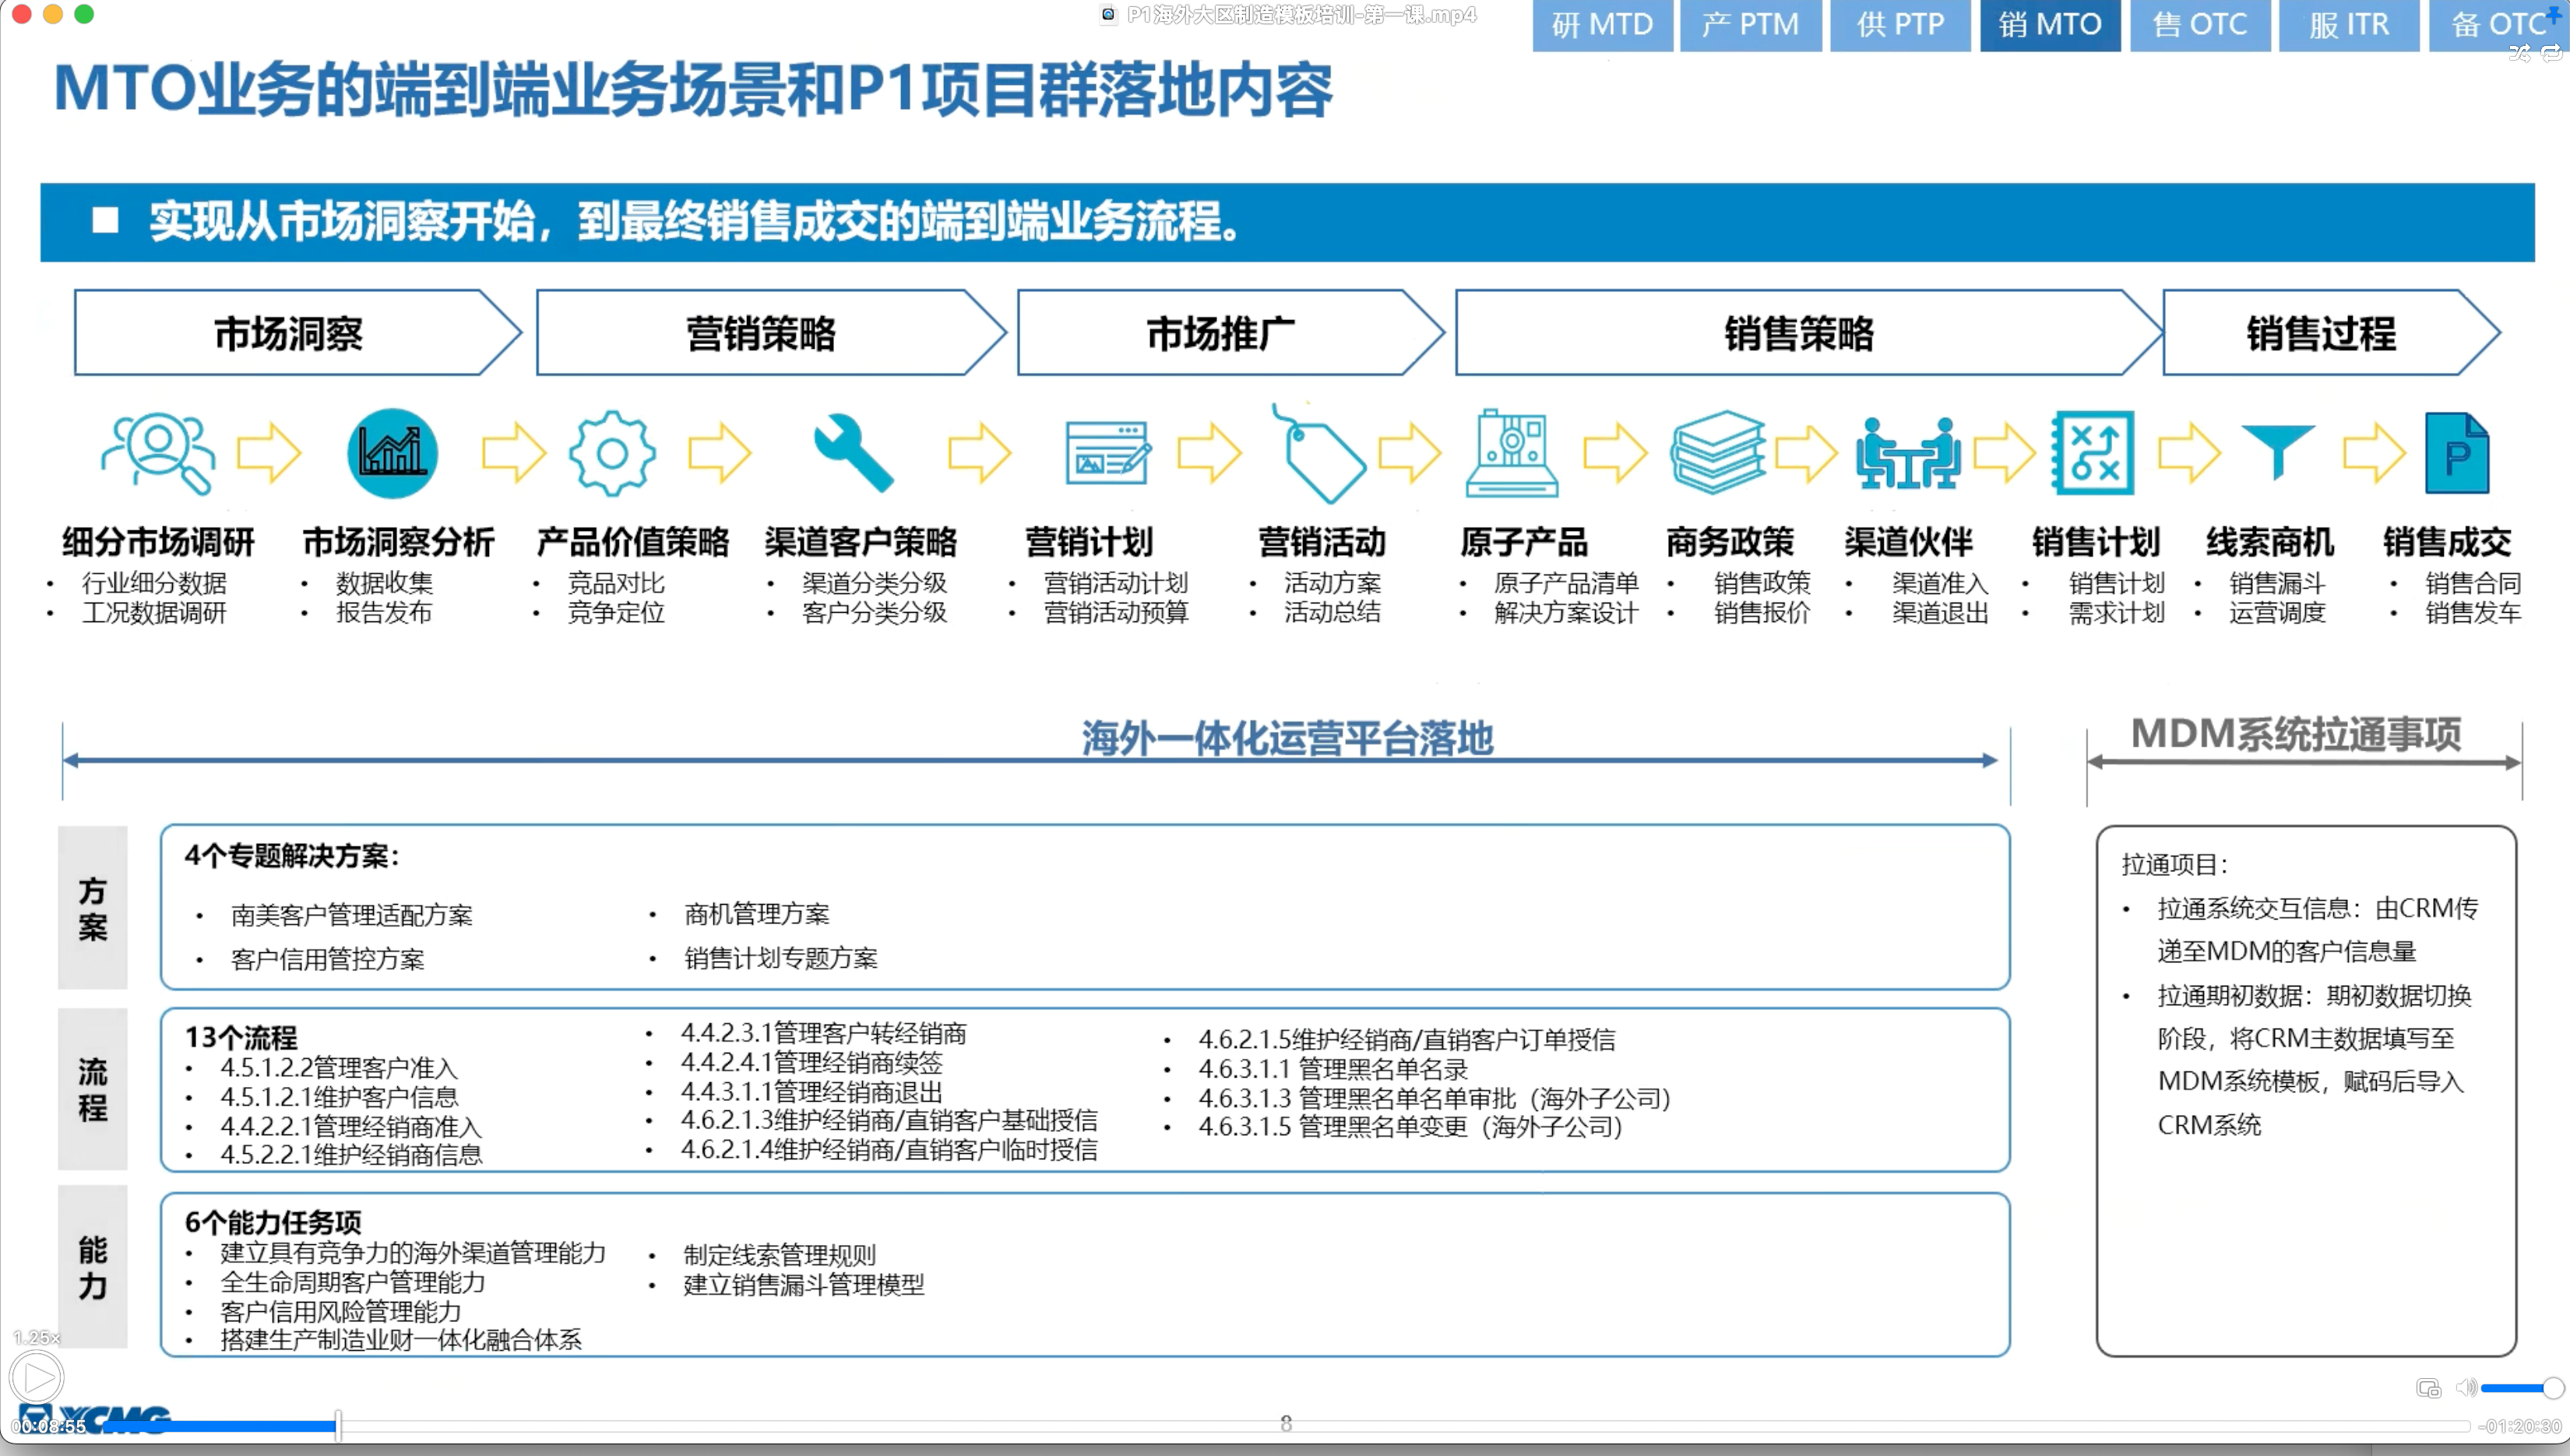 P1海外大区制造模板培训-第一课.mp4
研 MTD
产 PTM
供 PTP
销 MTO
售 OTC
服 ITR
备 OTC
MTO业务的端到端业务场景和P1项目群落地内容
实现从市场洞察开始，到最终销售成交的端到端业务流程。
市场洞察
营销策略
市场推广
销售策略
销售过程
细分市场调研
• 行业细分数据
• 工况数据调研
市场洞察分析
• 数据收集
• 报告发布
产品价值策略
• 竞品对比
• 竞争定位
渠道客户策略
• 渠道分类分级
• 客户分类分级
营销计划
• 营销活动计划
• 营销活动预算
营销活动
• 活动方案
• 活动总结
原子产品
• 原子产品清单
• 解决方案设计
商务政策
• 销售政策
• 销售报价
渠道伙伴
• 渠道准入
• 渠道退出
销售计划
• 销售计划
• 需求计划
线索商机
• 销售漏斗
• 运营调度
P
销售成交
• 销售合同
• 销售发车
海外一体化运营平台落地
MDM系统拉通事项
方案
4个专题解决方案：
• 南美客户管理适配方案
• 客户信用管控方案
• 商机管理方案
• 销售计划专题方案
流程
13个流程
• 4.5.1.2.2管理客户准入
• 4.5.1.2.1维护客户信息
• 4.4.2.2.1管理经销商准入
• 4.5.2.2.1维护经销商信息
• 4.4.2.3.1管理客户转经销商
• 4.4.2.4.1管理经销商续签
• 4.4.3.1.1管理经销商退出
• 4.6.2.1.3维护经销商/直销客户基础授信
• 4.6.2.1.4维护经销商/直销客户临时授信
• 4.6.2.1.5维护经销商/直销客户订单授信
• 4.6.3.1.1 管理黑名单名录
• 4.6.3.1.3 管理黑名单名单审批（海外子公司）
• 4.6.3.1.5 管理黑名单变更（海外子公司）
能力
6个能力任务项
• 建立具有竞争力的海外渠道管理能力
• 全生命周期客户管理能力
• 客户信用风险管理能力
• 搭建生产制造业财一体化融合体系
• 制定线索管理规则
• 建立销售漏斗管理模型
拉通项目：
• 拉通系统交互信息：由CRM传
递至MDM的客户信息量
• 拉通期初数据：期初数据切换
阶段，将CRM主数据填写至
MDM系统模板，赋码后导入
CRM系统
1.25×
XCMG
00:08:55
8
-01:20:30